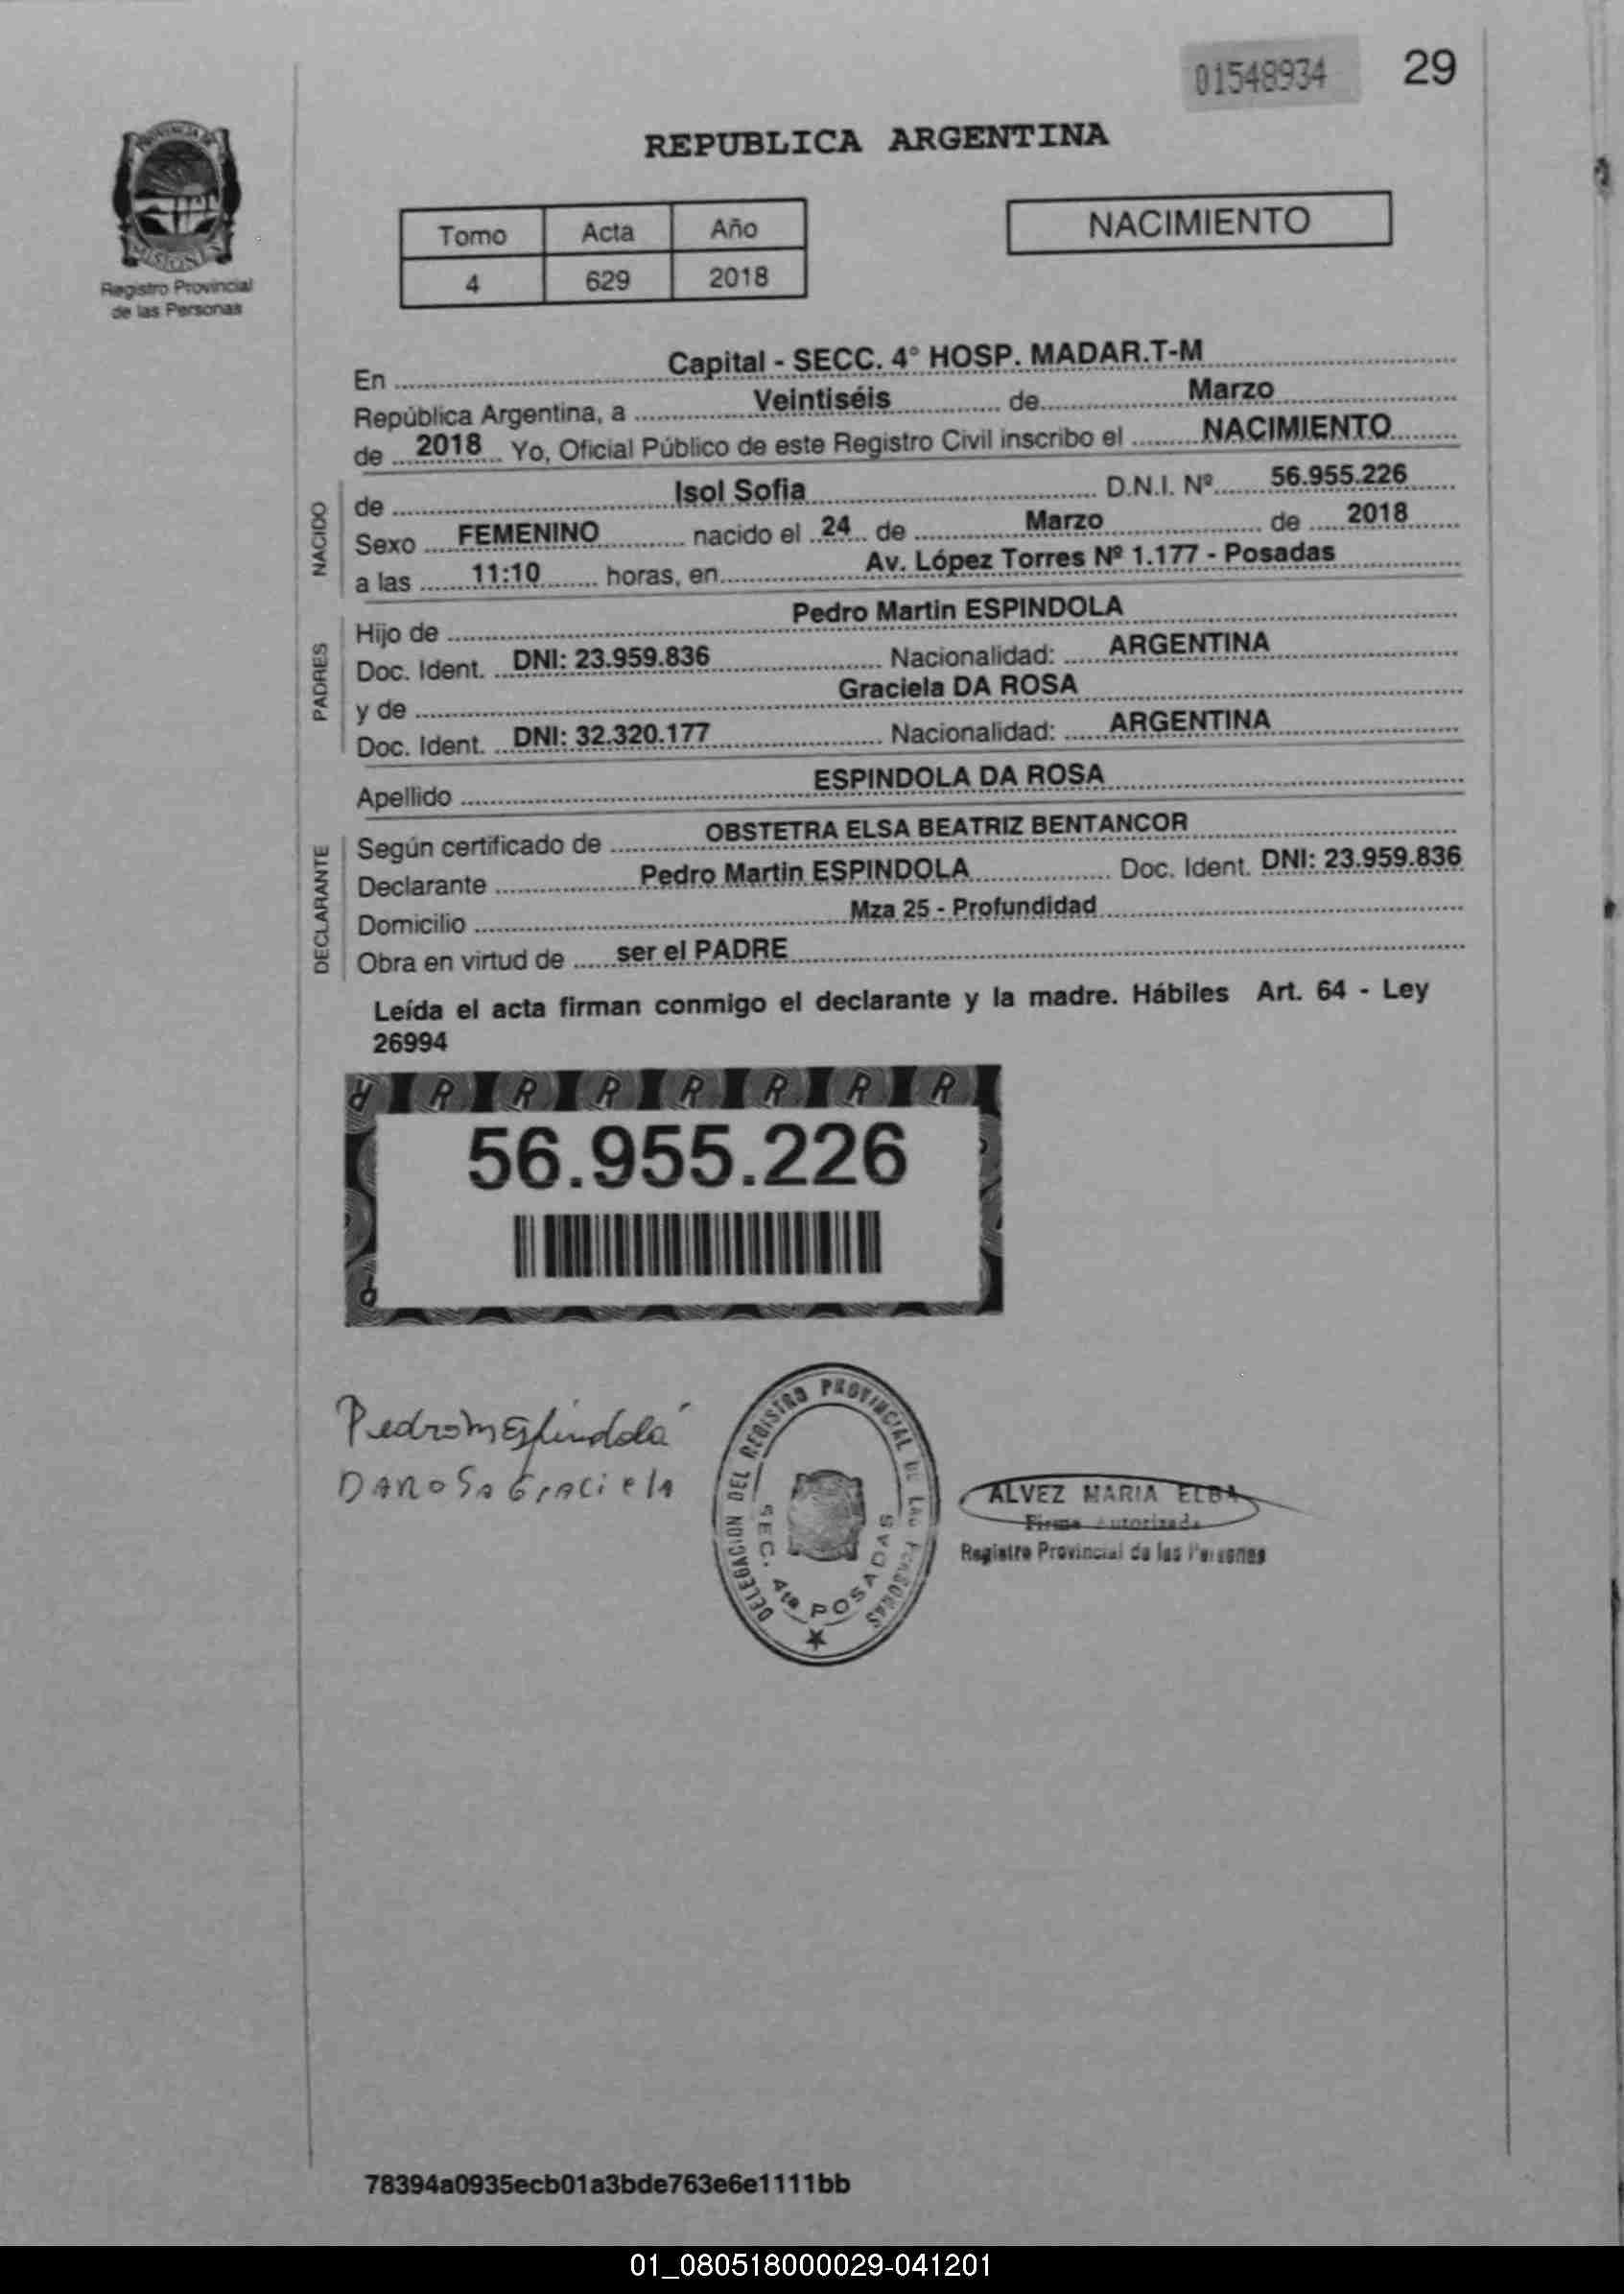 01548934 29
PROVINCIA DE
MISIONES
Registro Provincial
de las Personas
REPUBLICA ARGENTINA
Tomo Acta Año
4 629 2018
NACIMIENTO
En Capital - SECC. 4° HOSP. MADAR.T-M
República Argentina, a Veintiséis de Marzo
de 2018 Yo, Oficial Público de este Registro Civil inscribo el NACIMIENTO
NACIDO
de Isol Sofia D.N.I. Nº 56.955.226
Sexo FEMENINO nacido el 24 de Marzo de 2018
a las 11:10 horas, en Av. López Torres Nº 1.177 - Posadas
PADRES
Hijo de Pedro Martin ESPINDOLA
Doc. Ident. DNI: 23.959.836 Nacionalidad: ARGENTINA
y de Graciela DA ROSA
Doc. Ident. DNI: 32.320.177 Nacionalidad: ARGENTINA
Apellido ESPINDOLA DA ROSA
DECLARANTE
Según certificado de OBSTETRA ELSA BEATRIZ BENTANCOR
Declarante Pedro Martin ESPINDOLA Doc. Ident. DNI: 23.959.836
Domicilio Mza 25 - Profundidad
Obra en virtud de ser el PADRE
Leída el acta firman conmigo el declarante y la madre. Hábiles Art. 64 - Ley
26994
R R R R R R R R
56.955.226
Pedro M Espindola
DA ROSA Graciela
DELEGACION DEL REGISTRO PROVINCIAL DE LAS PERSONAS
SEC. 4ta POSADAS
ALVEZ MARIA ELBA
Firma Autorizada
Registro Provincial de las Personas
78394a0935ecb01a3bde763e6e1111bb
01_080518000029-041201